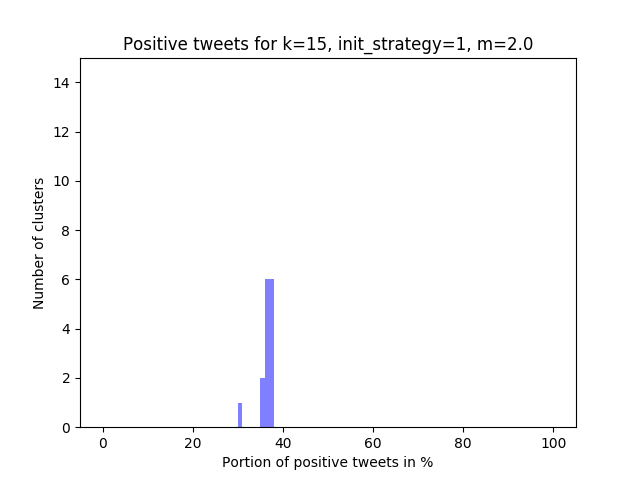 Positive tweets for k=15, init_strategy=1, m=2.0
14
12
10
8
6
4
2
0
Number of clusters
0 20 40 60 80 100
Portion of positive tweets in %